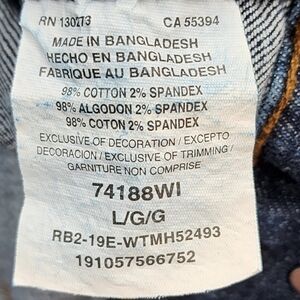 RN 130273 CA 55394
MADE IN BANGLADESH
HECHO EN BANGLADESH
FABRIQUE AU BANGLADESH
98% COTTON 2% SPANDEX
98% ALGODON 2% SPANDEX
98% COTON 2% SPANDEX
EXCLUSIVE OF DECORATION / EXCEPTO
DECORACION / EXCLUSIVE OF TRIMMING /
GARNITURE NON COMPRISE
74188WI
L/G/G
RB2-19E-WTMH52493
191057566752